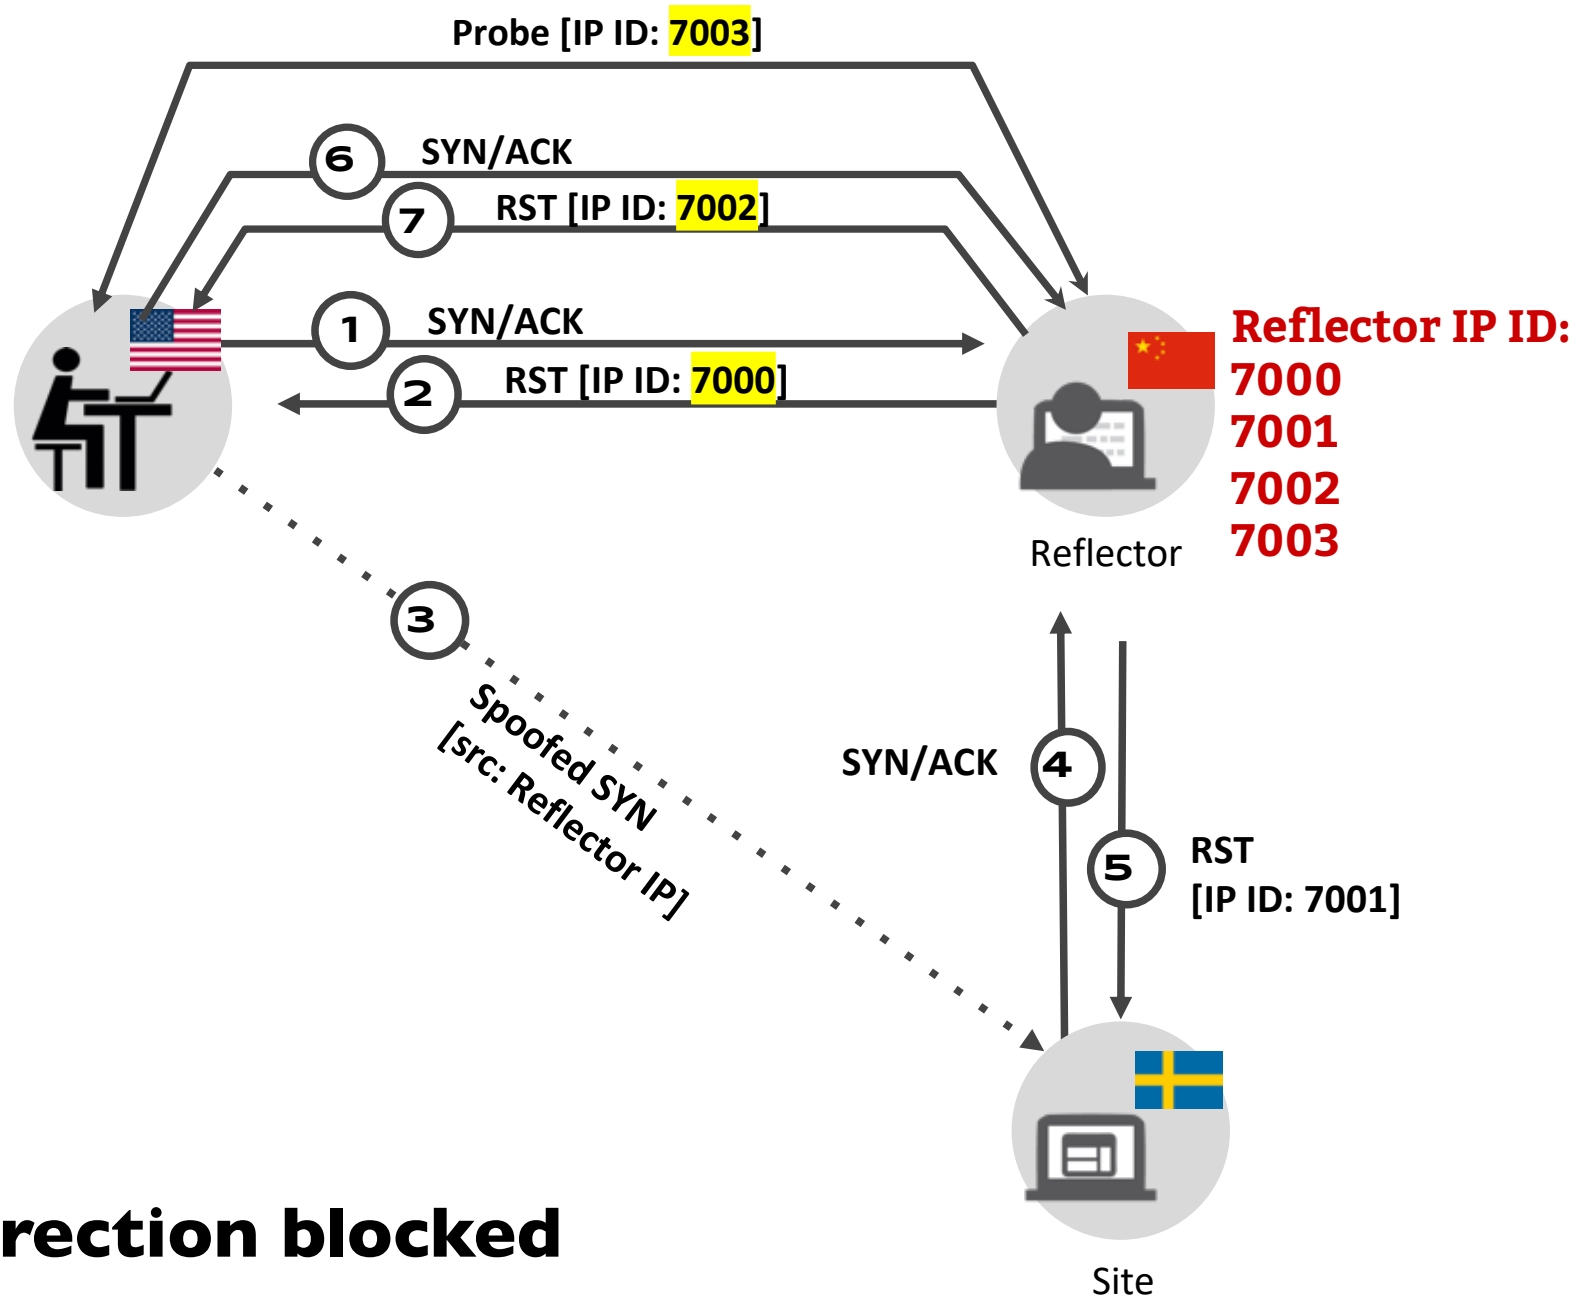 Probe [IP ID: 7003]
6
SYN/ACK
7
RST [IP ID: 7002]
1
SYN/ACK
2
RST [IP ID: 7000]
Reflector IP ID:
7000
7001
7002
7003
Reflector
3
Spoofed SYN
[src: Reflector IP]
SYN/ACK
4
5
RST
[IP ID: 7001]
rection blocked
Site